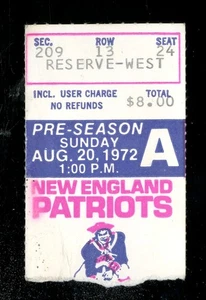 SEC. ROW SEAT
209 13 24
RESERVE-WEST
INCL. USER CHARGE TOTAL
NO REFUNDS $8.00
PRE-SEASON
SUNDAY
AUG. 20, 1972
1:00 P.M.
A
NEW ENGLAND
PATRIOTS